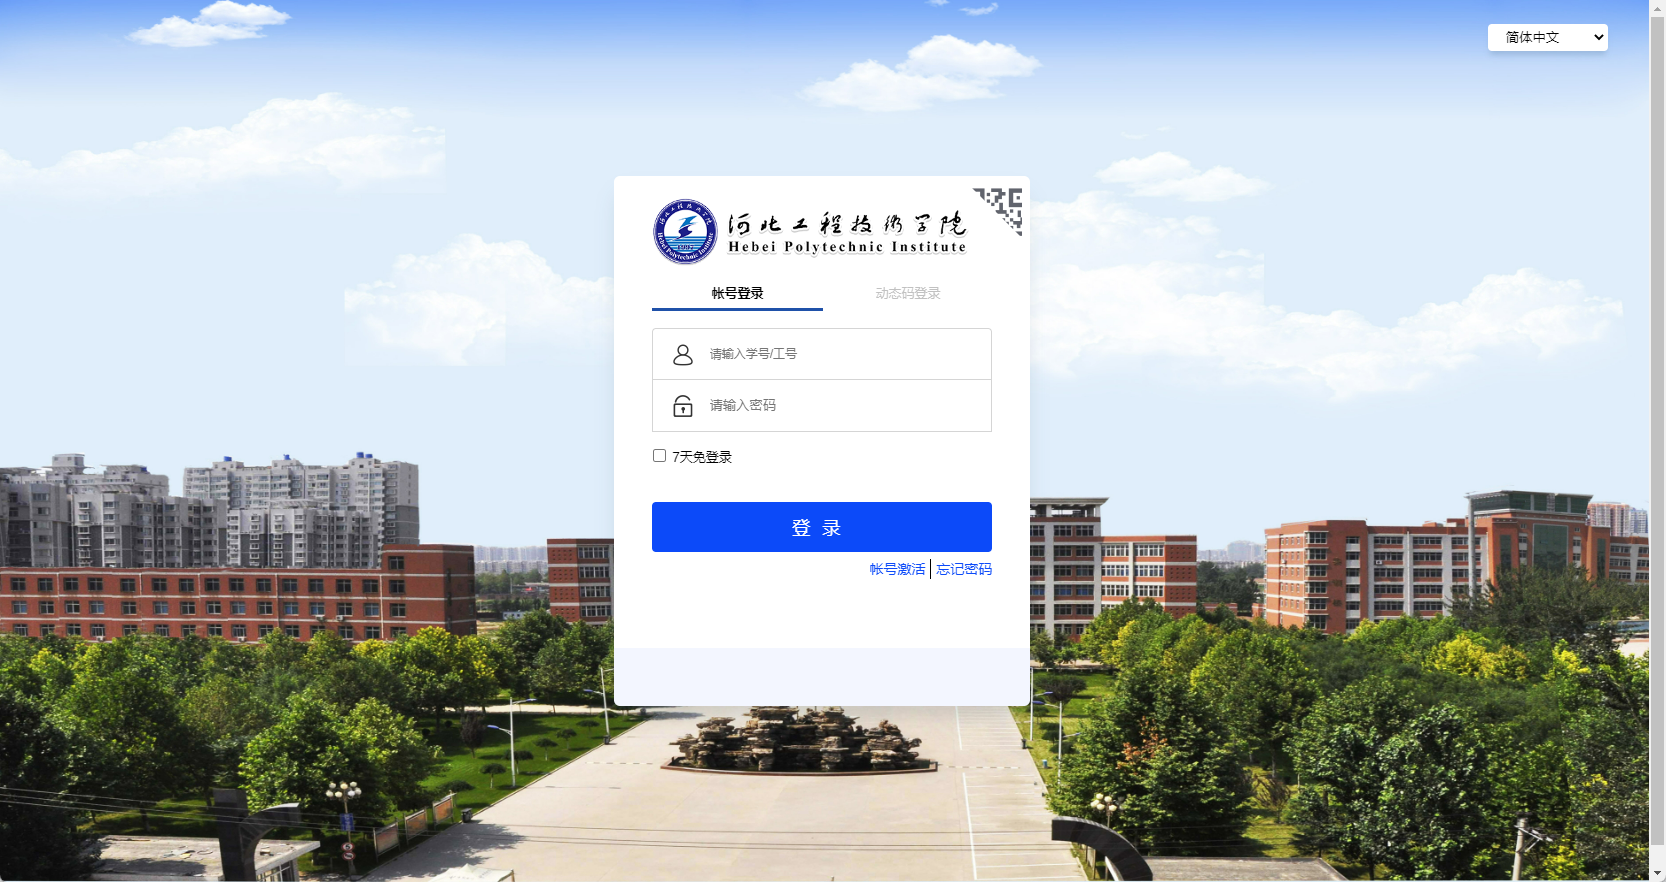 简体中文
河北工程技术学院
Hebei Polytechnic Institute
帐号登录
动态码登录
请输入学号/工号
请输入密码
7天免登录
登 录
帐号激活
忘记密码